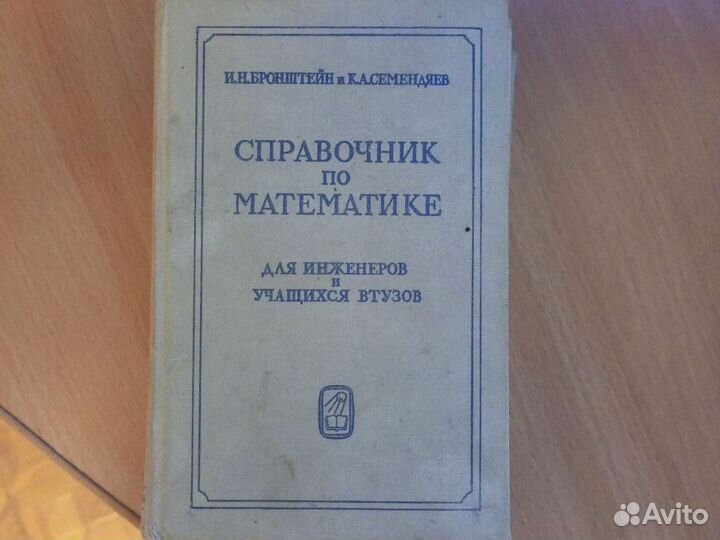 И.Н.БРОНШТЕЙН и К.А.СЕМЕНДЯЕВ
СПРАВОЧНИК
ПО
МАТЕМАТИКЕ
ДЛЯ ИНЖЕНЕРОВ
и
УЧАЩИХСЯ ВТУЗОВ
Avito